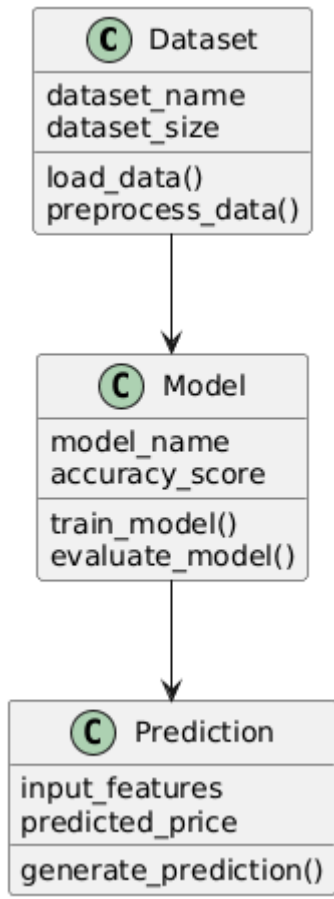 C Dataset
dataset_name
dataset_size
load_data()
preprocess_data()
C Model
model_name
accuracy_score
train_model()
evaluate_model()
C Prediction
input_features
predicted_price
generate_prediction()